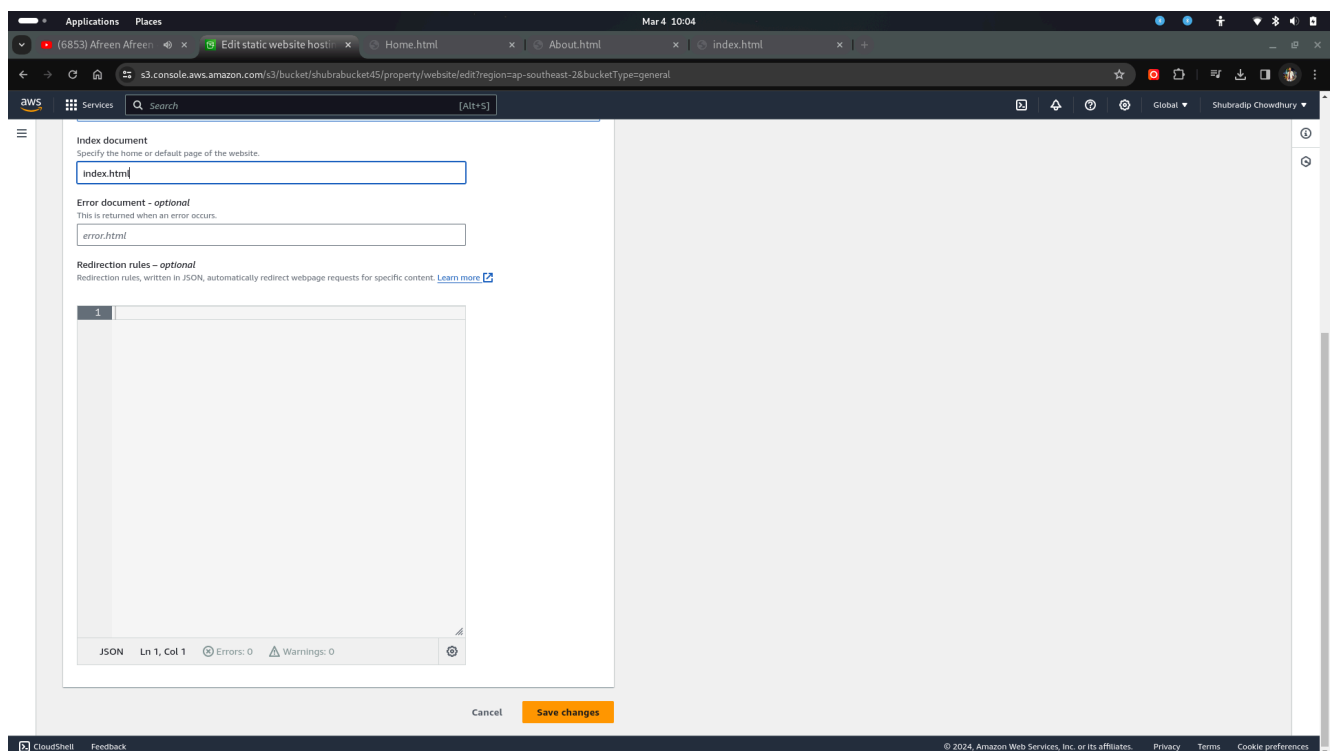 Applications Places Mar 4 10:04
(6853) Afreen Afreen Edit static website hostin Home.html About.html index.html
s3.console.aws.amazon.com/s3/bucket/shubrabucket45/property/website/edit?region=ap-southeast-2&bucketType=general
aws Services Search [Alt+S] Global Shubradip Chowdhury
Index document
Specify the home or default page of the website.
index.html
Error document - optional
This is returned when an error occurs.
error.html
Redirection rules – optional
Redirection rules, written in JSON, automatically redirect webpage requests for specific content. Learn more
1
JSON Ln 1, Col 1 Errors: 0 Warnings: 0
Cancel Save changes
CloudShell Feedback © 2024, Amazon Web Services, Inc. or its affiliates. Privacy Terms Cookie preferences